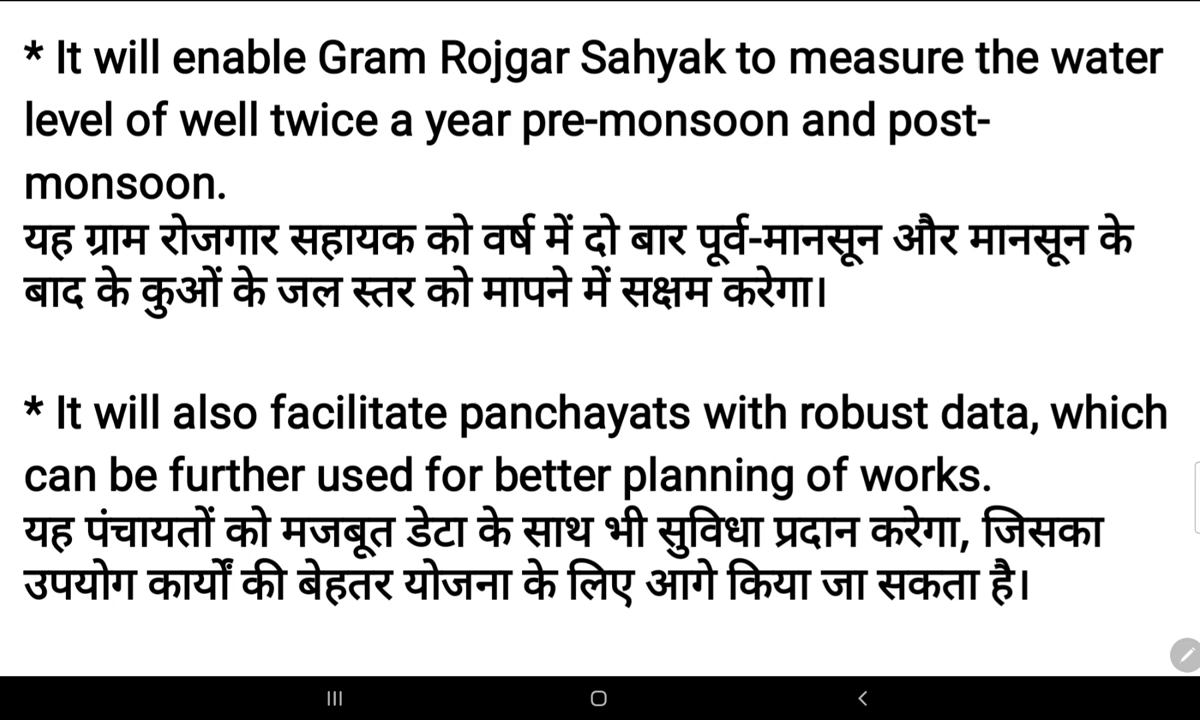 * It will enable Gram Rojgar Sahyak to measure the water
level of well twice a year pre-monsoon and post-
monsoon.
यह ग्राम रोजगार सहायक को वर्ष में दो बार पूर्व-मानसून और मानसून के
बाद के कुओं के जल स्तर को मापने में सक्षम करेगा।
* It will also facilitate panchayats with robust data, which
can be further used for better planning of works.
यह पंचायतों को मजबूत डेटा के साथ भी सुविधा प्रदान करेगा, जिसका
उपयोग कार्यों की बेहतर योजना के लिए आगे किया जा सकता है।